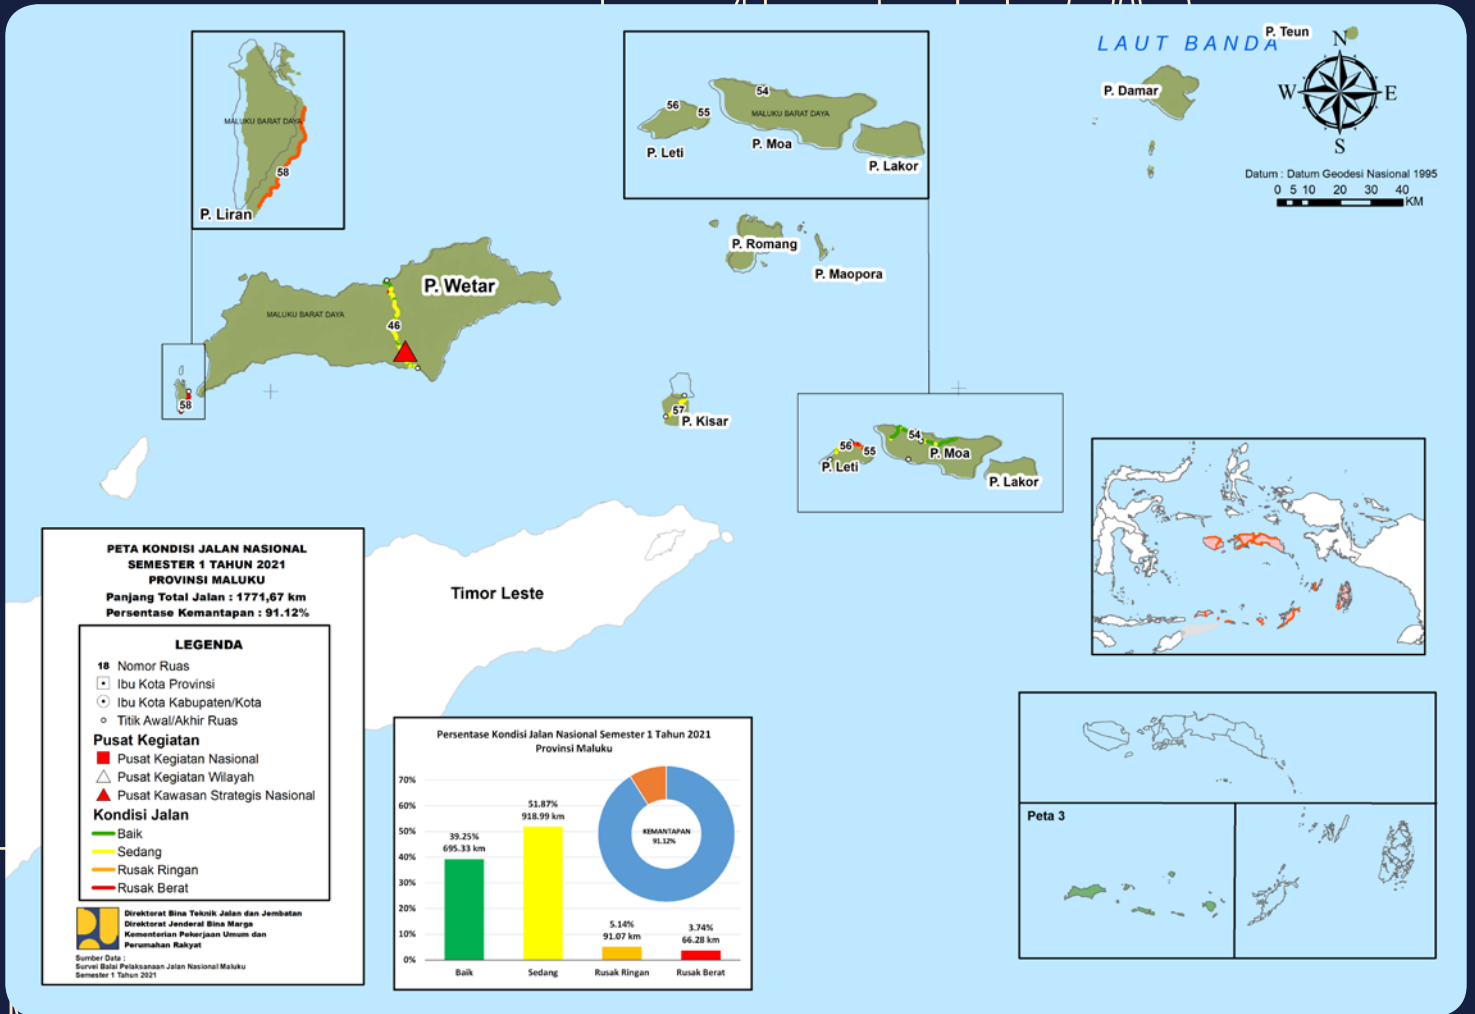 LAUT BANDA
P. Teun
N
W
E
S
P. Damar
Datum : Datum Geodesi Nasional 1995
0 5 10 20 30 40
KM
MALUKU BARAT DAYA
58
P. Liran
56
55
54
MALUKU BARAT DAYA
P. Leti
P. Moa
P. Lakor
P. Romang
P. Maopora
P. Wetar
MALUKU BARAT DAYA
46
58
57
P. Kisar
56
55
54
P. Leti
P. Moa
P. Lakor
Timor Leste
PETA KONDISI JALAN NASIONAL
SEMESTER 1 TAHUN 2021
PROVINSI MALUKU
Panjang Total Jalan : 1771,67 km
Persentase Kemantapan : 91.12%
LEGENDA
18 Nomor Ruas
Ibu Kota Provinsi
Ibu Kota Kabupaten/Kota
Titik Awal/Akhir Ruas
Pusat Kegiatan
Pusat Kegiatan Nasional
Pusat Kegiatan Wilayah
Pusat Kawasan Strategis Nasional
Kondisi Jalan
Baik
Sedang
Rusak Ringan
Rusak Berat
Direktorat Bina Teknik Jalan dan Jembatan
Direktorat Jenderal Bina Marga
Kementerian Pekerjaan Umum dan
Perumahan Rakyat
Sumber Data :
Survei Balai Pelaksanaan Jalan Nasional Maluku
Semester 1 Tahun 2021
Persentase Kondisi Jalan Nasional Semester 1 Tahun 2021
Provinsi Maluku
70%
60%
50%
40%
30%
20%
10%
0%
39.25%
695.33 km
51.87%
918.99 km
5.14%
91.07 km
3.74%
66.28 km
KEMANTAPAN
91.12%
Baik
Sedang
Rusak Ringan
Rusak Berat
Peta 3